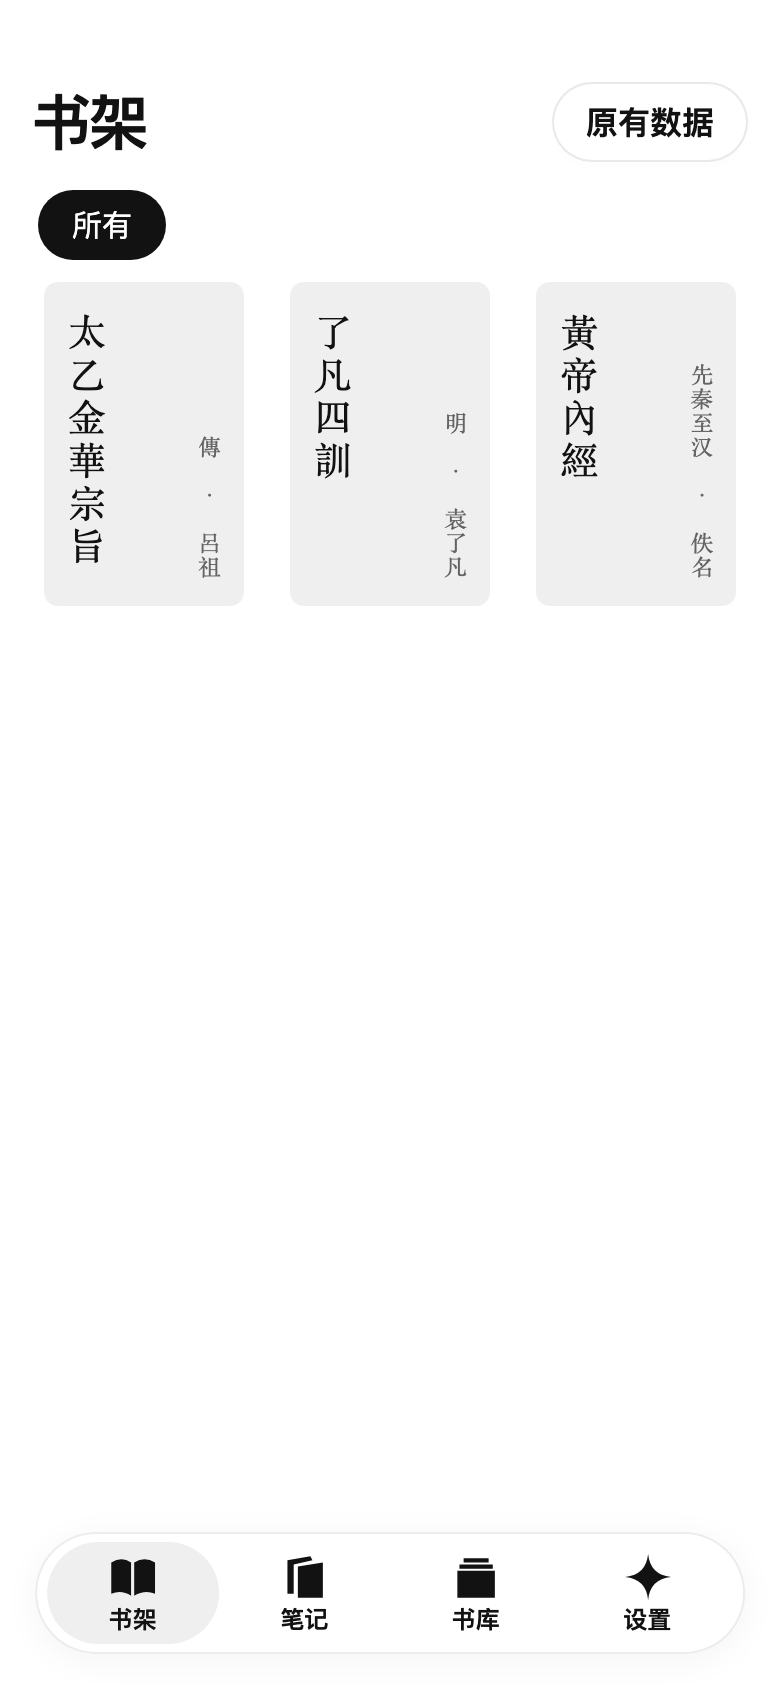 书架
原有数据
所有
太乙金華宗旨
傳 · 呂祖
了凡四訓
明 · 袁了凡
黃帝內經
先秦至汉 · 佚名
书架
笔记
书库
设置